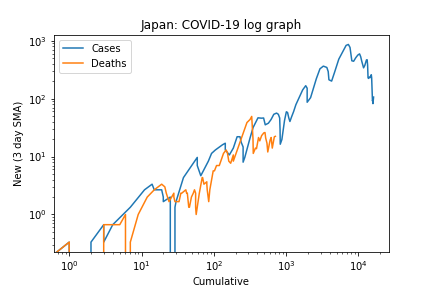 Japan: COVID-19 log graph
Cases
Deaths
New (3 day SMA)
10³
10²
10¹
10⁰
10⁰ 10¹ 10² 10³ 10⁴
Cumulative